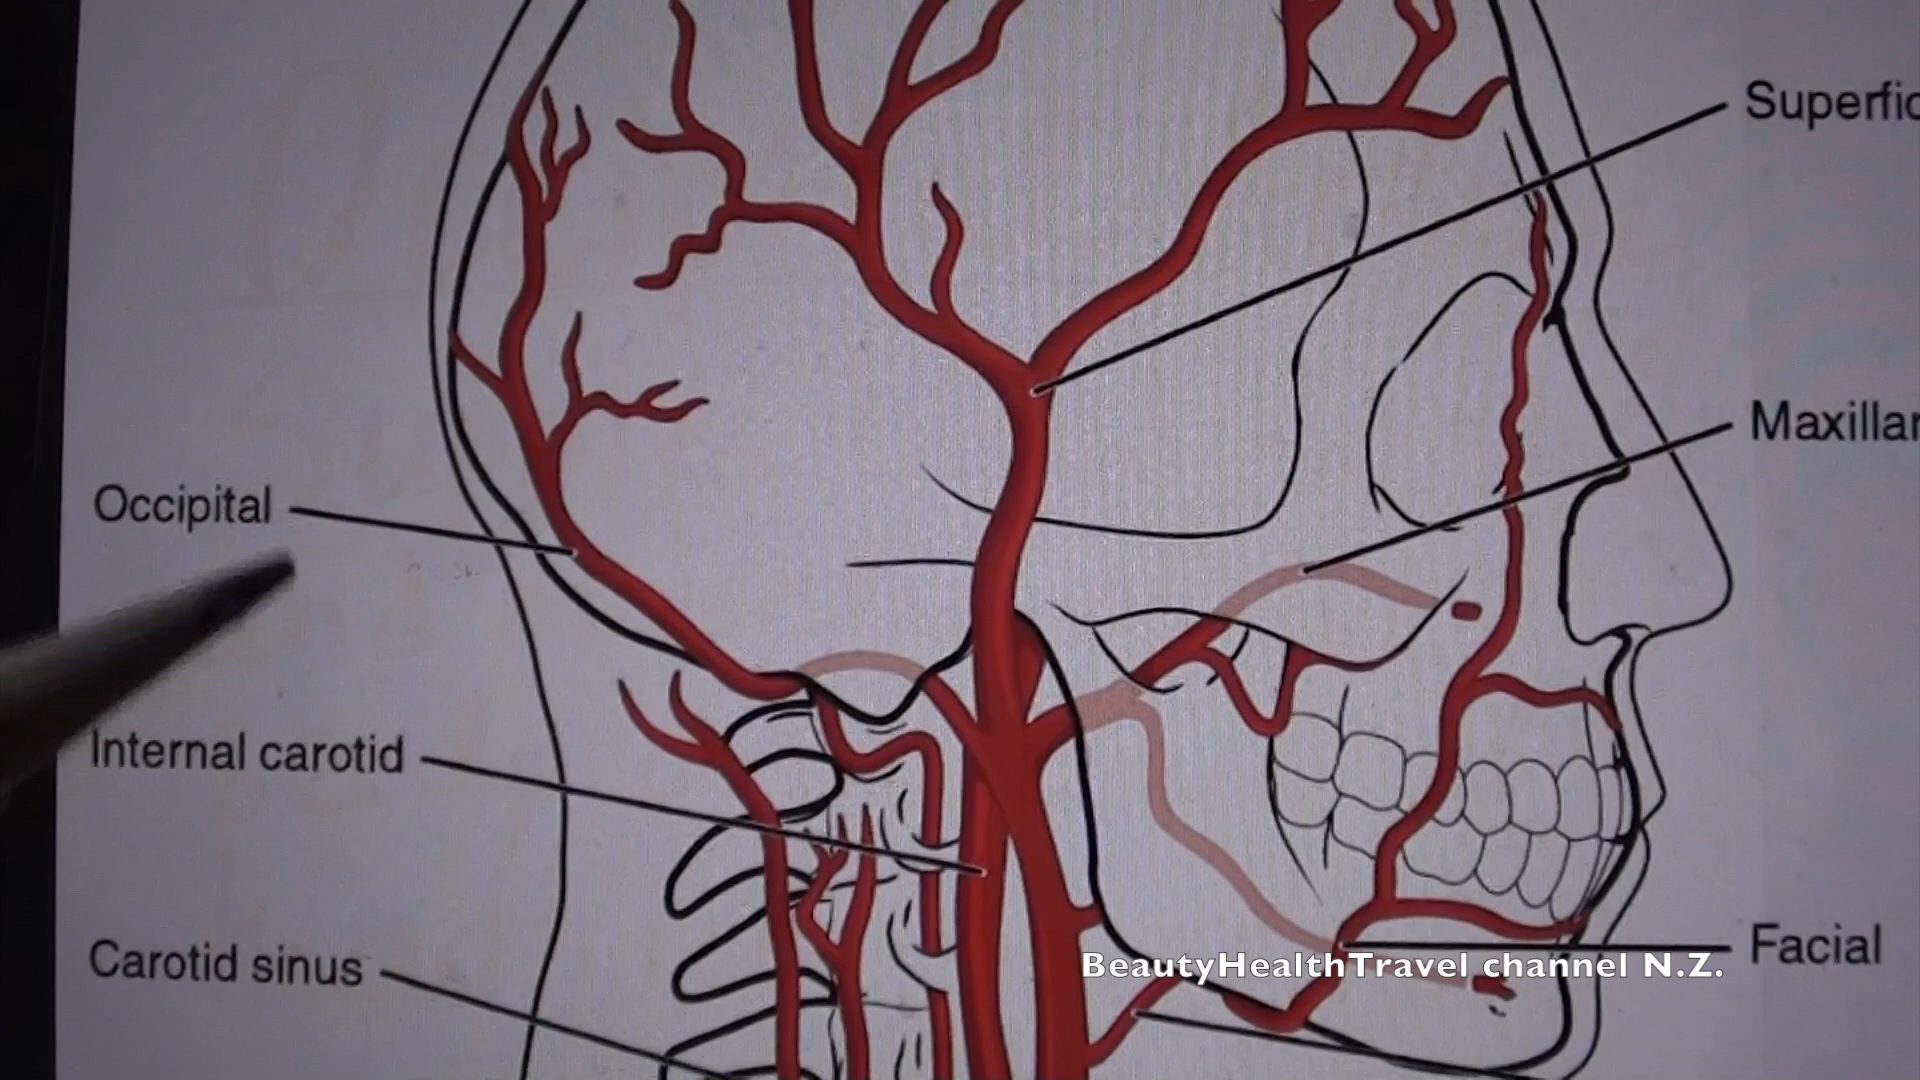 Superfic
Maxillar
Occipital
Internal carotid
Facial
Carotid sinus
BeautyHealthTravel channel N.Z.